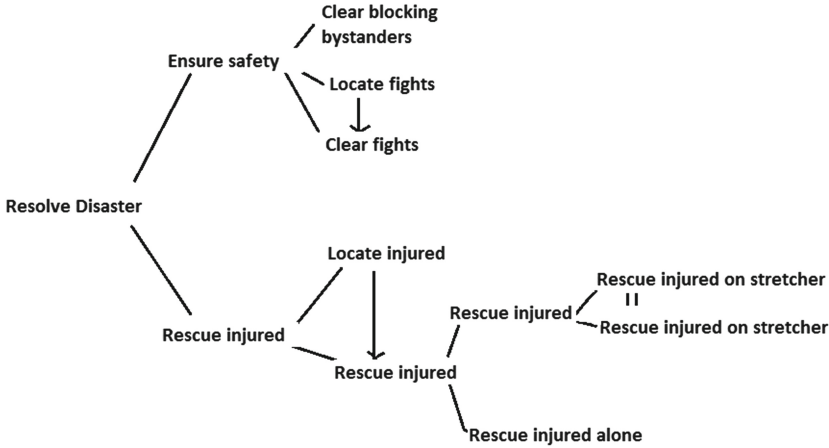 Clear blocking
bystanders
Ensure safety
Locate fights
Clear fights
Resolve Disaster
Locate injured
Rescue injured on stretcher
Rescue injured
Rescue injured on stretcher
Rescue injured
Rescue injured
Rescue injured alone